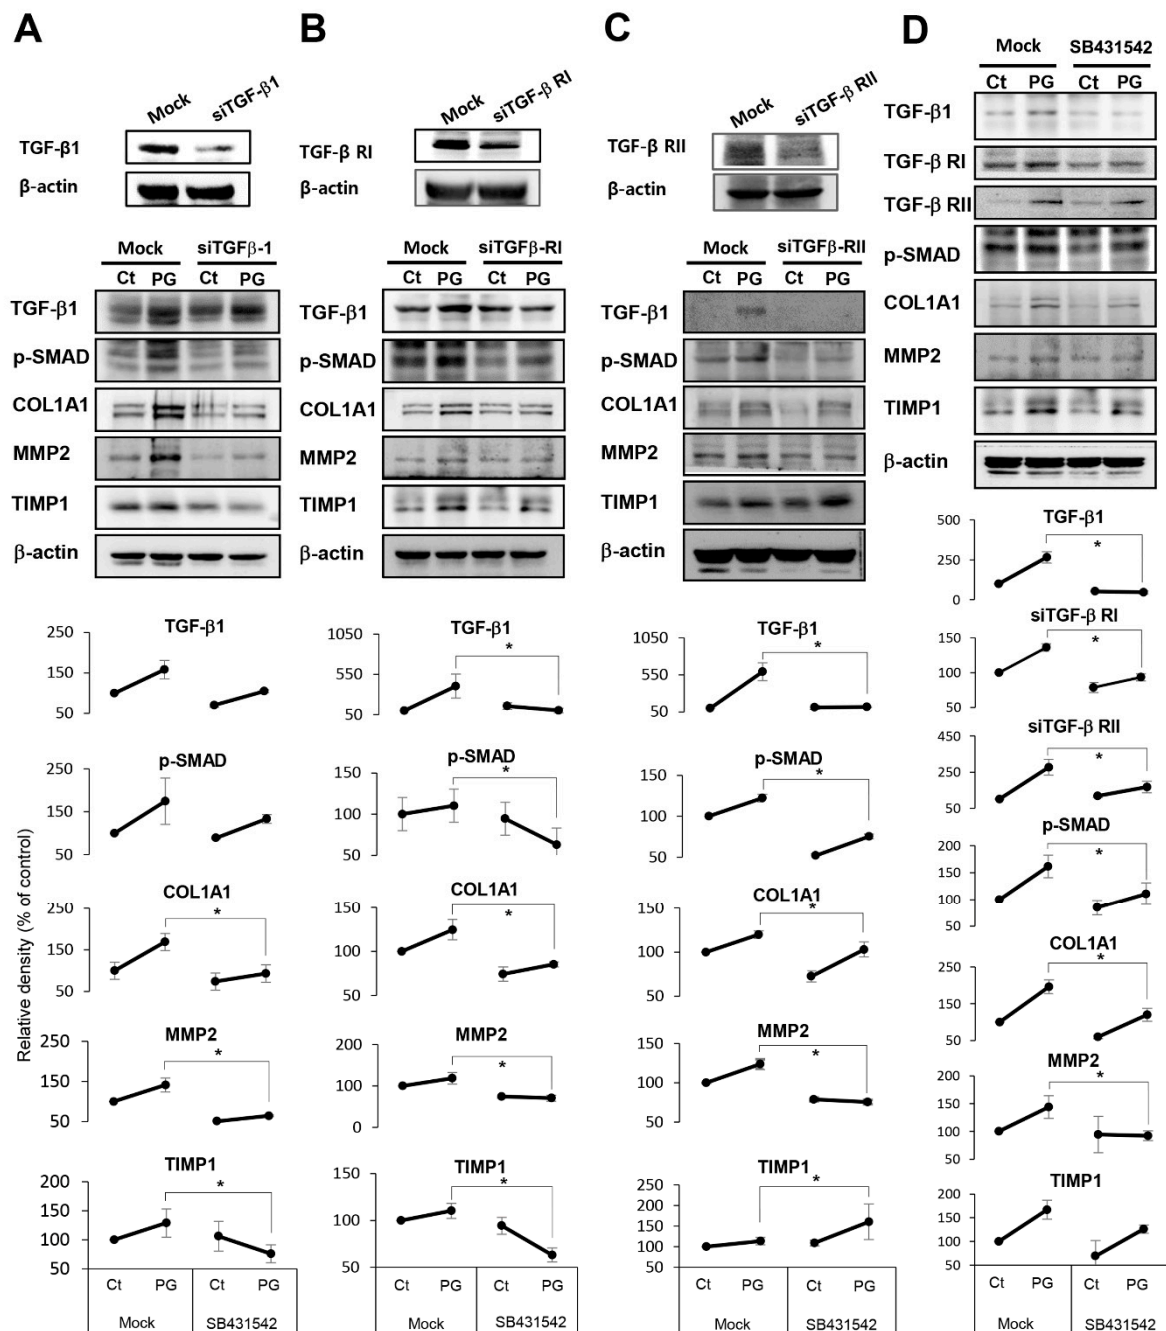 A
Mock
siTGF-β1
TGF-β1
β-actin
Mock
siTGFβ-1
Ct
PG
Ct
PG
TGF-β1
p-SMAD
COL1A1
MMP2
TIMP1
β-actin
Relative density (% of control)
TGF-β1
250
150
50
p-SMAD
250
150
50
COL1A1
*
250
150
50
MMP2
*
250
150
50
TIMP1
*
200
150
100
50
Ct
PG
Ct
PG
Mock
SB431542
B
Mock
siTGF-β RI
TGF-β RI
β-actin
Mock
siTGFβ-RI
Ct
PG
Ct
PG
TGF-β1
p-SMAD
COL1A1
MMP2
TIMP1
β-actin
TGF-β1
*
1050
550
50
p-SMAD
*
150
100
50
COL1A1
*
150
100
50
MMP2
*
200
100
0
TIMP1
*
150
100
50
Ct
PG
Ct
PG
Mock
SB431542
C
Mock
siTGF-β RII
TGF-β RII
β-actin
Mock
siTGFβ-RII
Ct
PG
Ct
PG
TGF-β1
p-SMAD
COL1A1
MMP2
TIMP1
β-actin
TGF-β1
*
1050
550
50
p-SMAD
*
150
100
50
COL1A1
*
150
100
50
MMP2
*
150
100
50
TIMP1
*
250
200
150
100
50
Ct
PG
Ct
PG
Mock
SB431542
D
Mock
SB431542
Ct
PG
Ct
PG
TGF-β1
TGF-β RI
TGF-β RII
p-SMAD
COL1A1
MMP2
TIMP1
β-actin
TGF-β1
*
500
250
0
siTGF-β RI
*
150
100
50
siTGF-β RII
*
450
250
50
p-SMAD
*
200
150
100
50
COL1A1
*
250
150
50
MMP2
*
200
150
100
50
TIMP1
200
150
100
50
Ct
PG
Ct
PG
Mock
SB431542